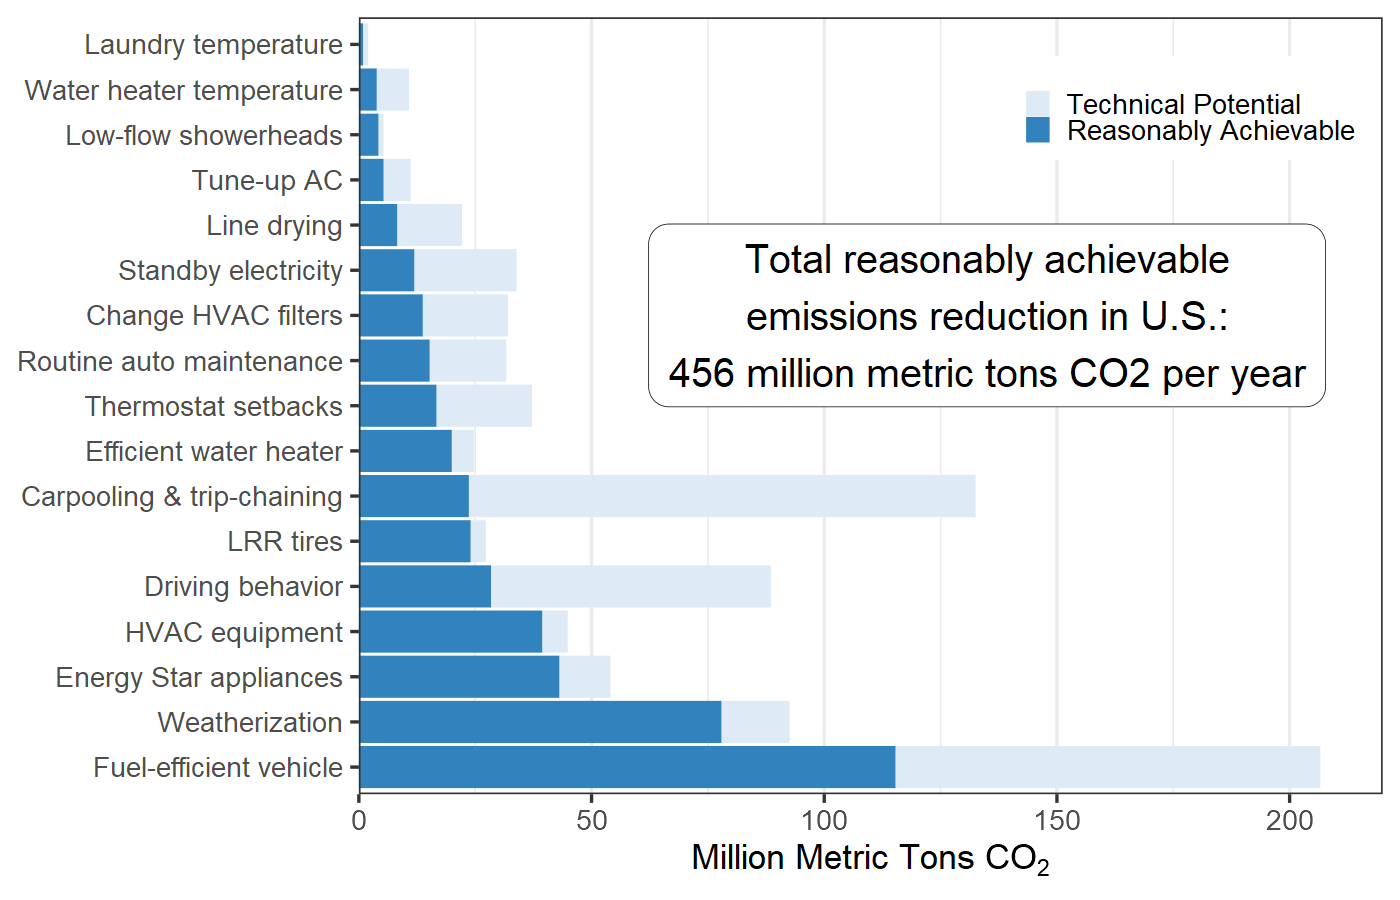 Laundry temperature
Water heater temperature
Low-flow showerheads
Tune-up AC
Line drying
Standby electricity
Change HVAC filters
Routine auto maintenance
Thermostat setbacks
Efficient water heater
Carpooling & trip-chaining
LRR tires
Driving behavior
HVAC equipment
Energy Star appliances
Weatherization
Fuel-efficient vehicle
Technical Potential
Reasonably Achievable
Total reasonably achievable
emissions reduction in U.S.:
456 million metric tons CO2 per year
0 50 100 150 200
Million Metric Tons CO₂